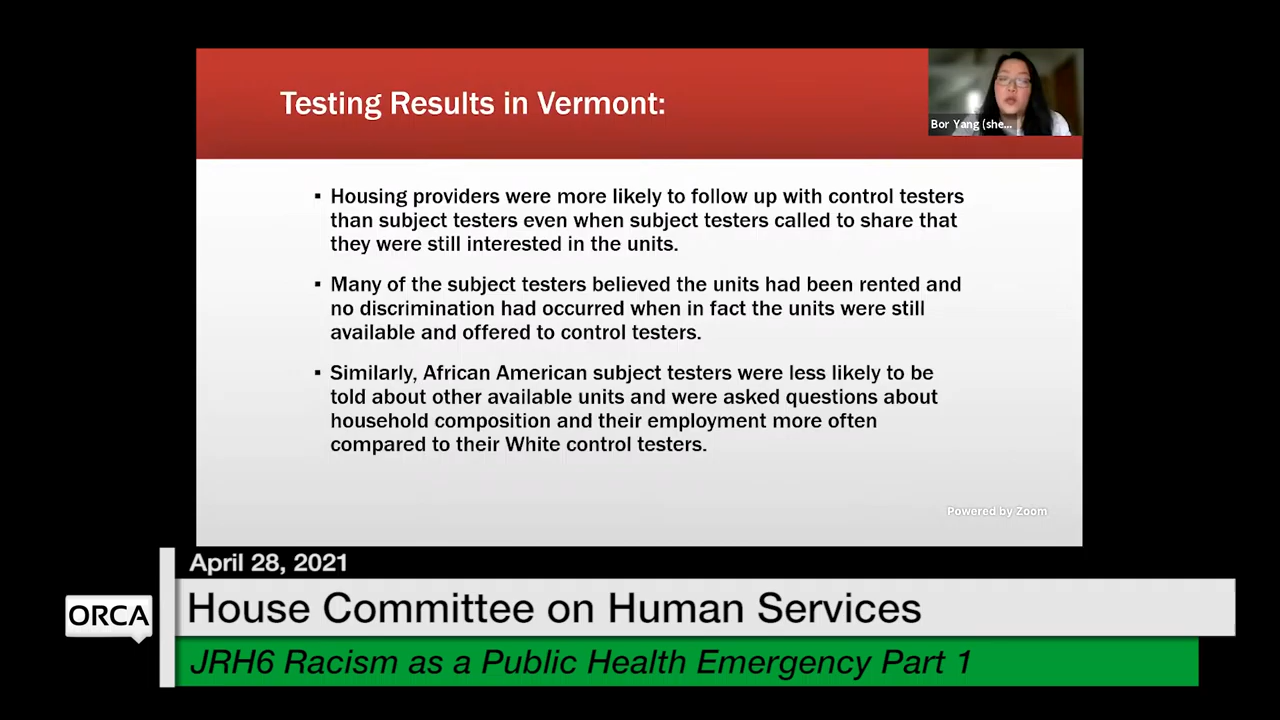 Testing Results in Vermont:
Bor Yang (she...
▪ Housing providers were more likely to follow up with control testers
than subject testers even when subject testers called to share that
they were still interested in the units.
▪ Many of the subject testers believed the units had been rented and
no discrimination had occurred when in fact the units were still
available and offered to control testers.
▪ Similarly, African American subject testers were less likely to be
told about other available units and were asked questions about
household composition and their employment more often
compared to their White control testers.
Powered by Zoom
April 28, 2021
ORCA
House Committee on Human Services
JRH6 Racism as a Public Health Emergency Part 1